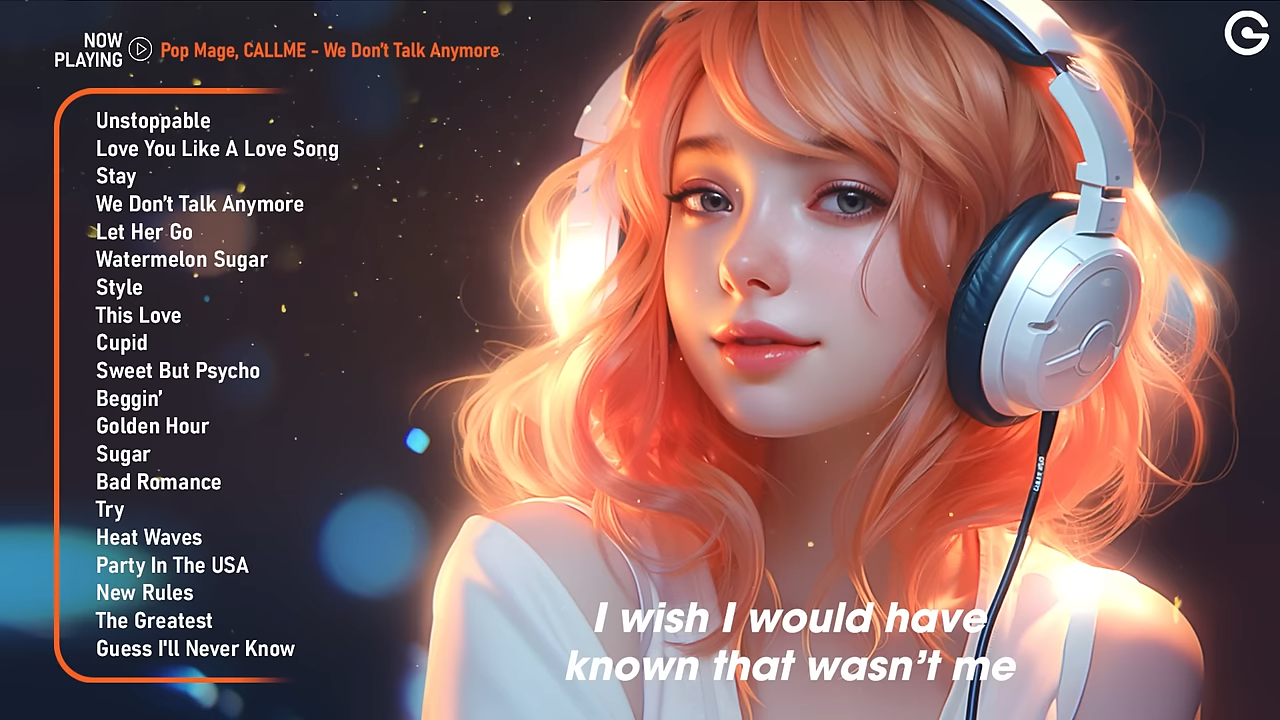 NOW
PLAYING
Pop Mage, CALLME - We Don't Talk Anymore
G
Unstoppable
Love You Like A Love Song
Stay
We Don't Talk Anymore
Let Her Go
Watermelon Sugar
Style
This Love
Cupid
Sweet But Psycho
Beggin'
Golden Hour
Sugar
Bad Romance
Try
Heat Waves
Party In The USA
New Rules
The Greatest
Guess I'll Never Know
I wish I would have
known that wasn't me